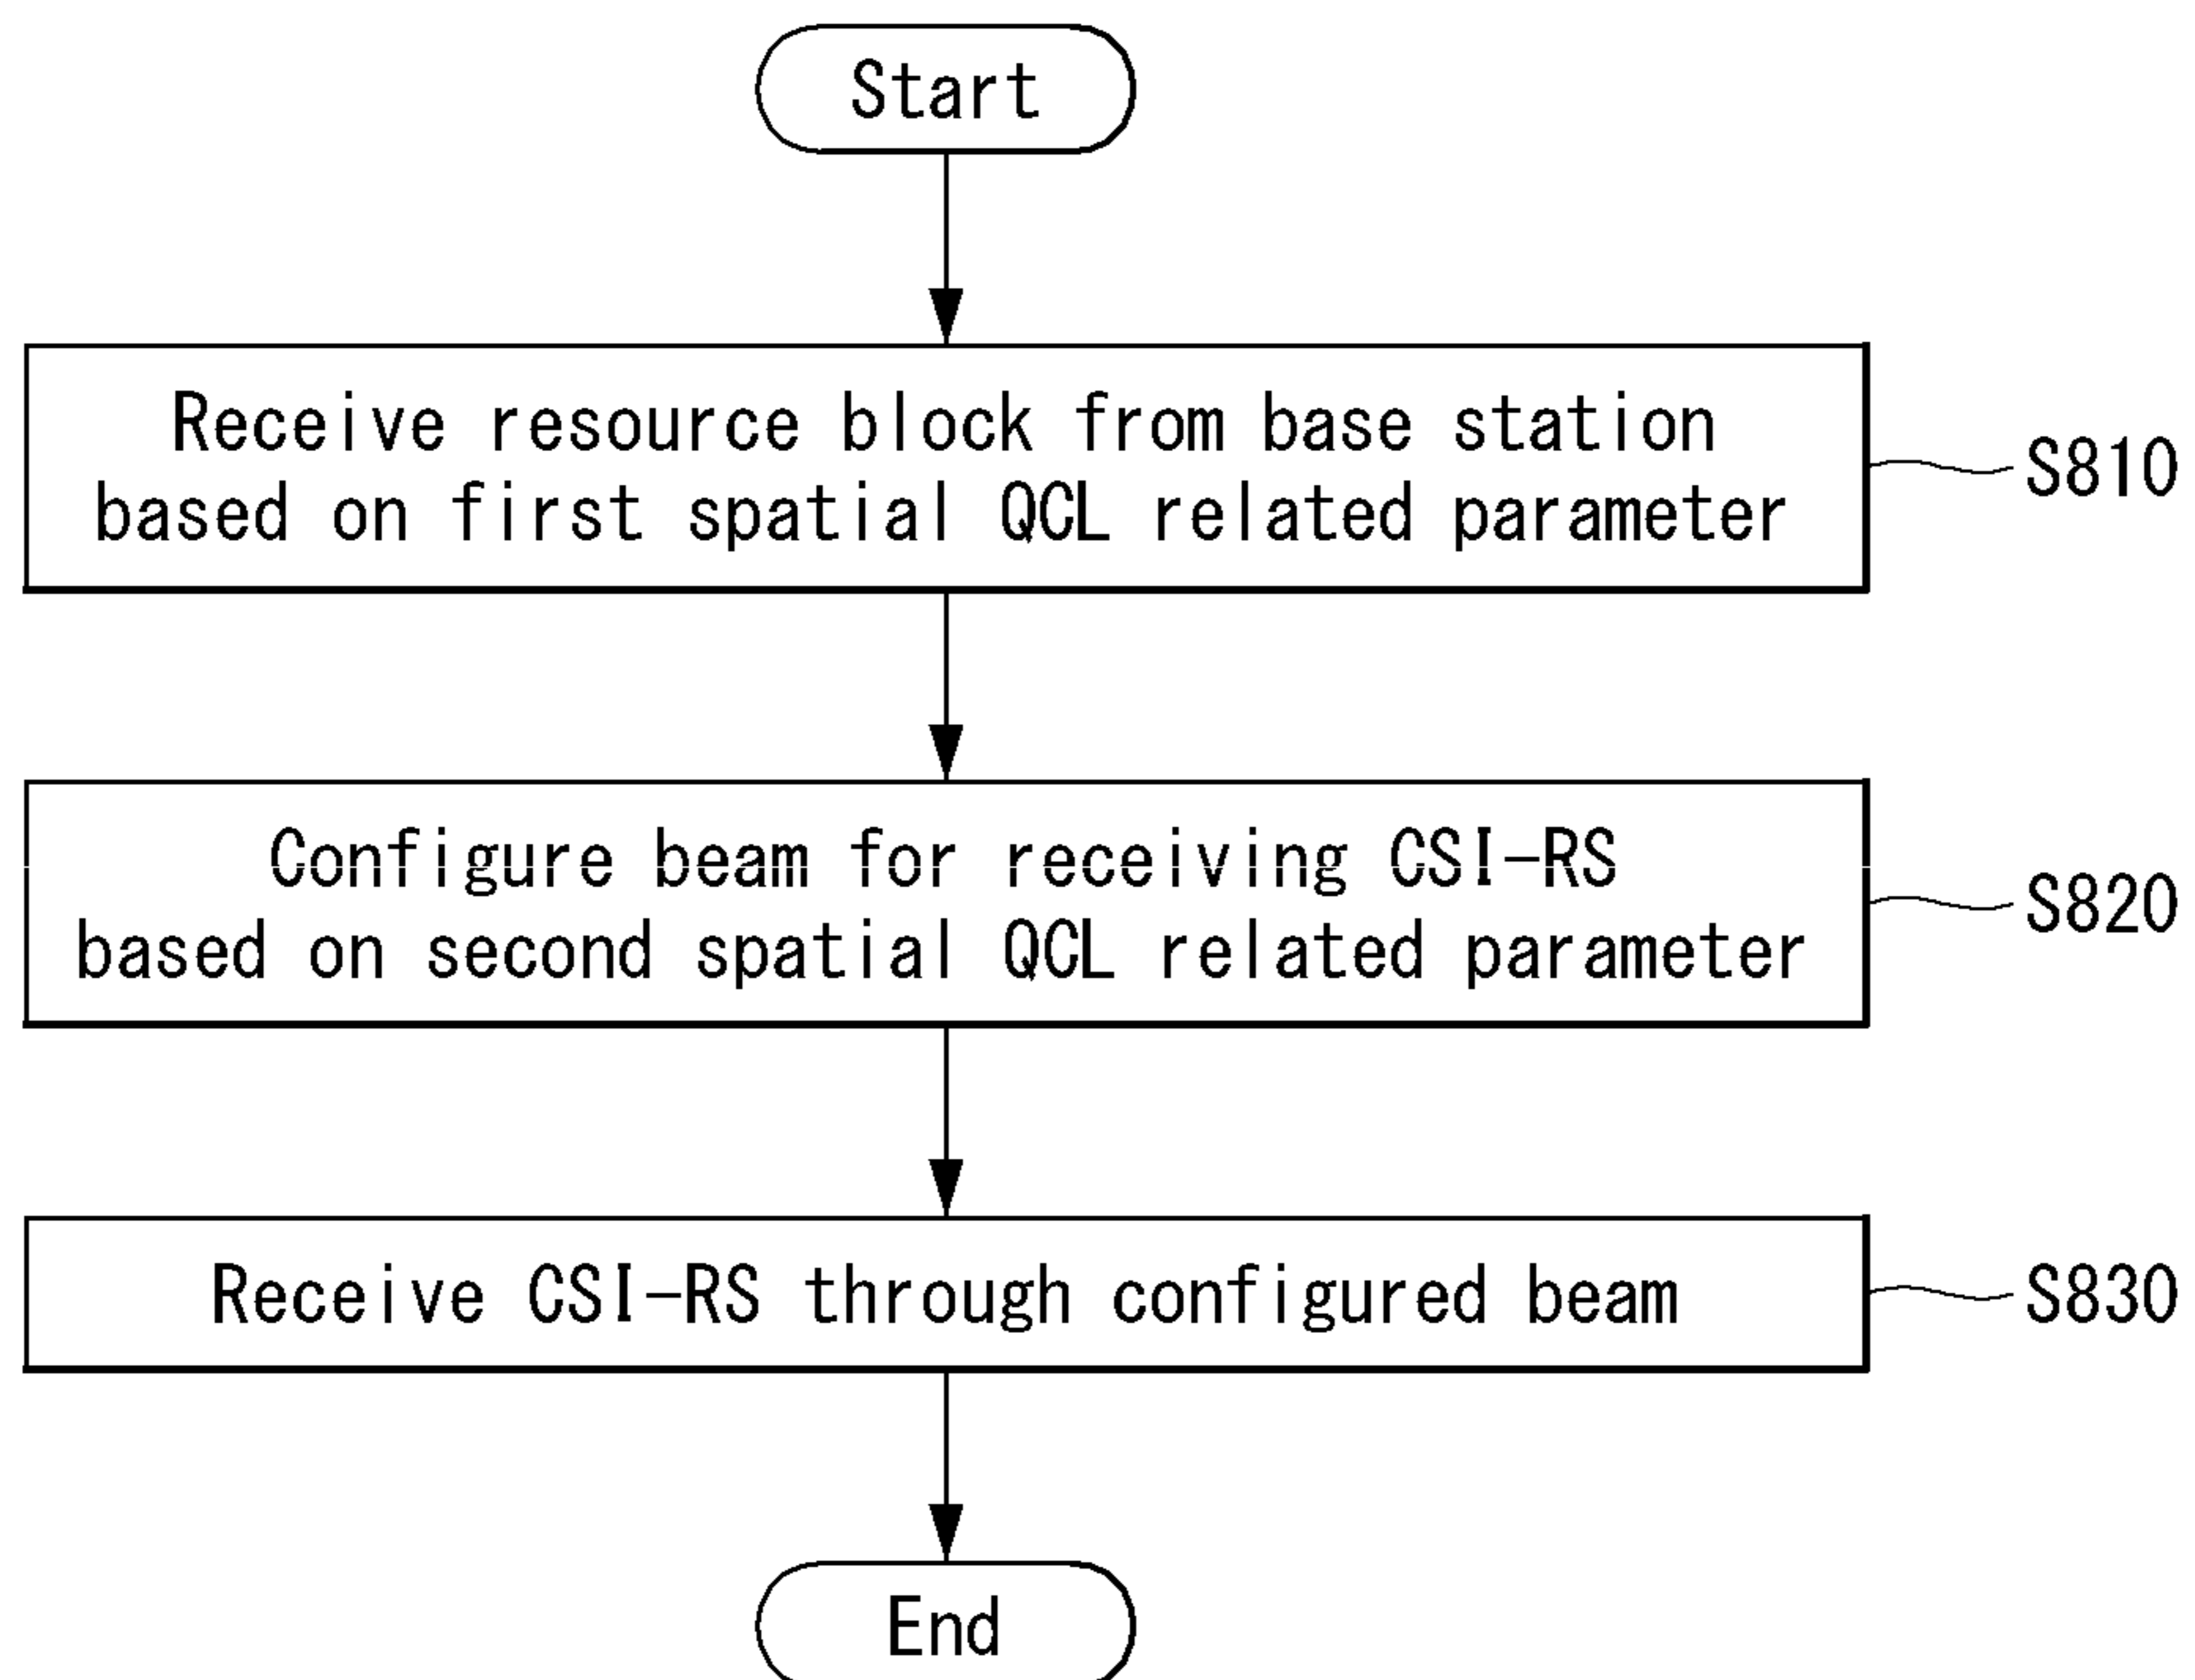 Start
Receive resource block from base station
based on first spatial QCL related parameter
S810
Configure beam for receiving CSI-RS
based on second spatial QCL related parameter
S820
Receive CSI-RS through configured beam
S830
End